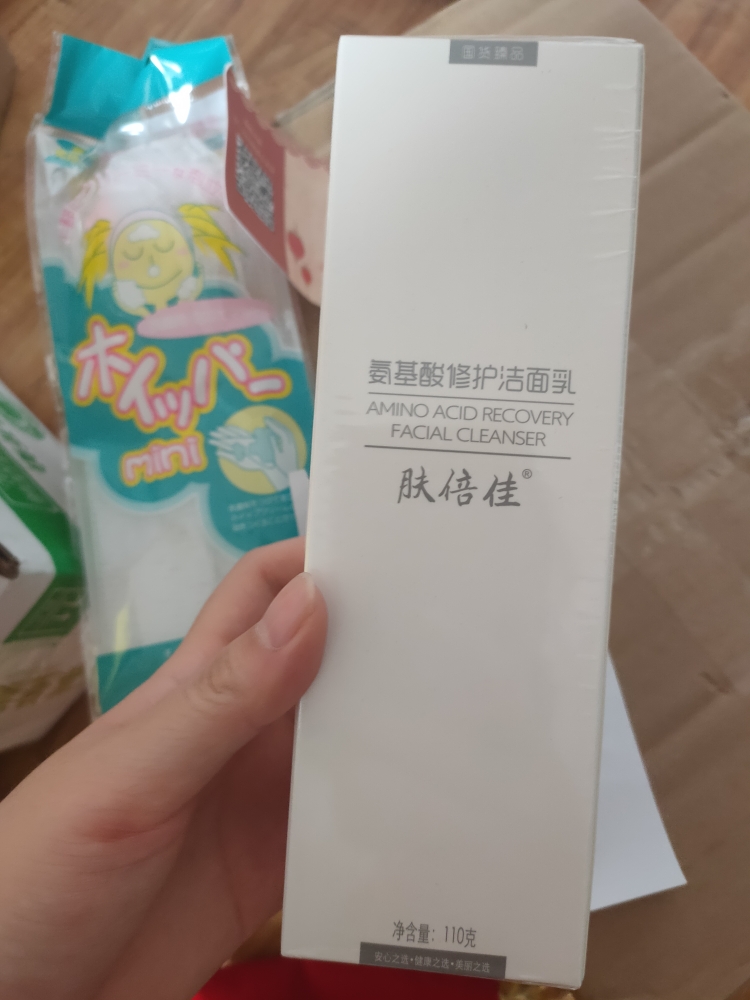 国货臻品
氨基酸修护洁面乳
AMINO ACID RECOVERY
FACIAL CLEANSER
肤倍佳®
净含量：110克
安心之选•健康之选•美丽之选
ホイッパー
mini